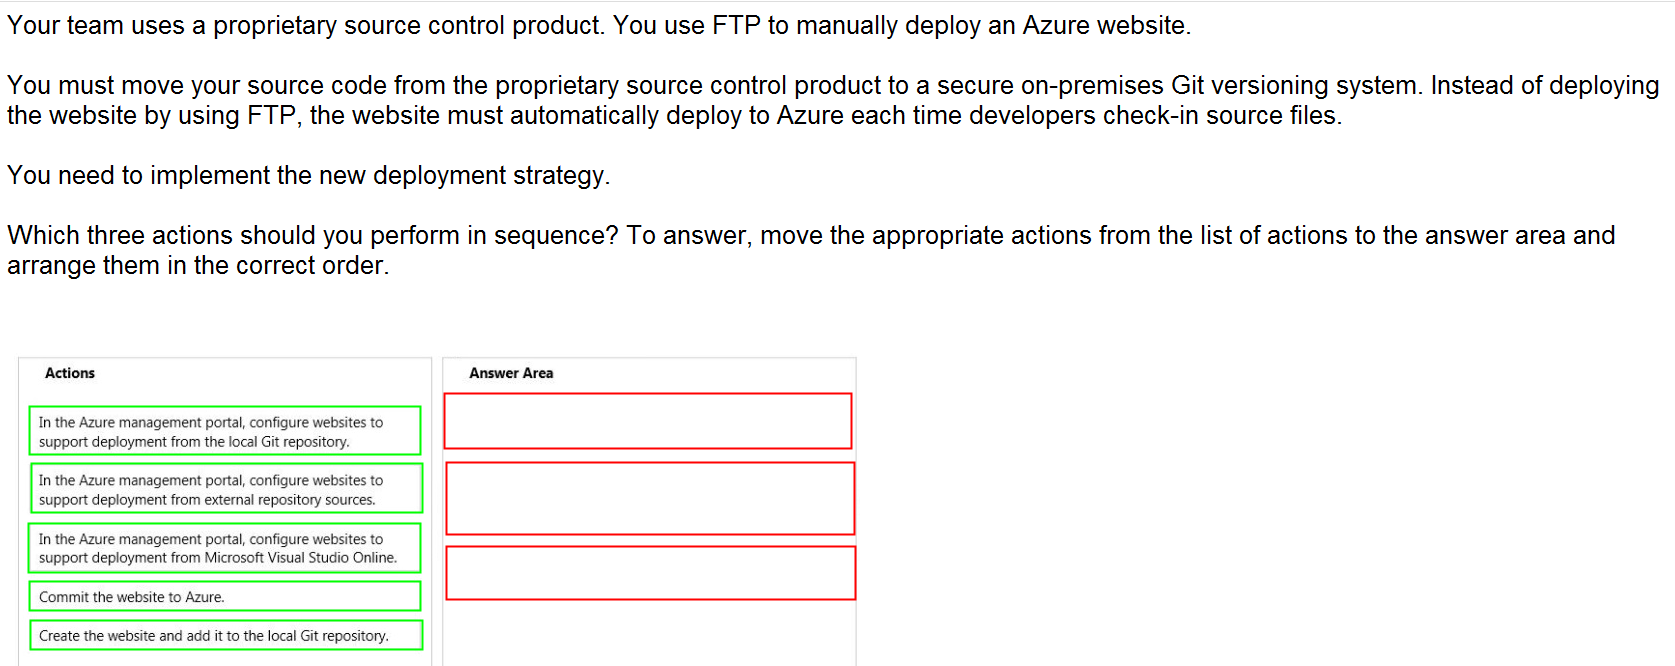 Your team uses a proprietary source control product. You use FTP to manually deploy an Azure website.
You must move your source code from the proprietary source control product to a secure on-premises Git versioning system. Instead of deploying
the website by using FTP, the website must automatically deploy to Azure each time developers check-in source files.
You need to implement the new deployment strategy.
Which three actions should you perform in sequence? To answer, move the appropriate actions from the list of actions to the answer area and
arrange them in the correct order.
Actions
In the Azure management portal, configure websites to
support deployment from the local Git repository.
In the Azure management portal, configure websites to
support deployment from external repository sources.
In the Azure management portal, configure websites to
support deployment from Microsoft Visual Studio Online.
Commit the website to Azure.
Create the website and add it to the local Git repository.
Answer Area